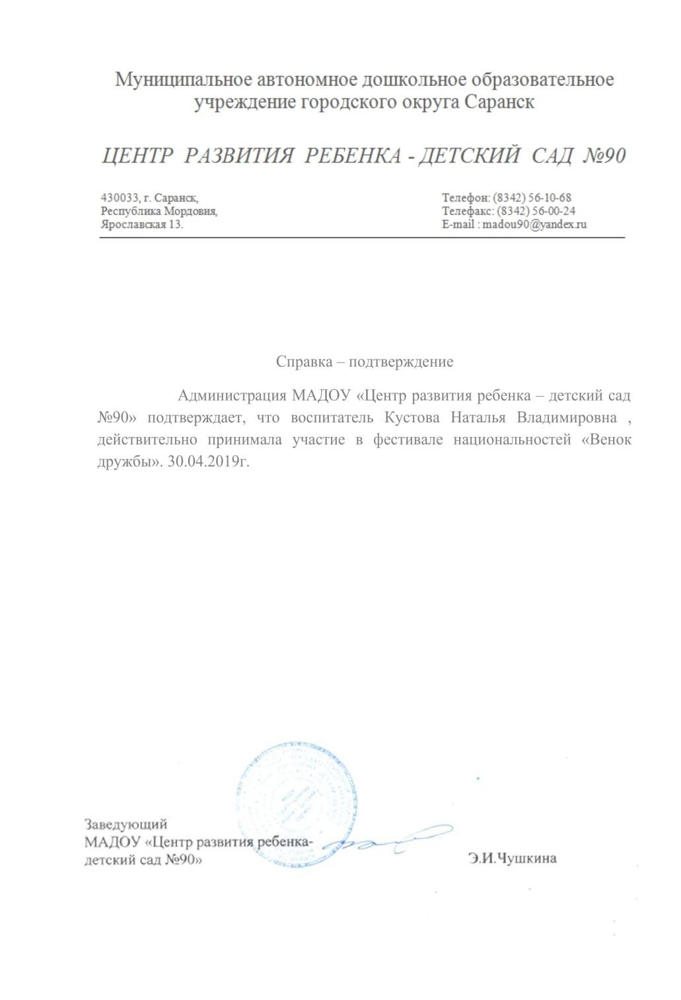 Муниципальное автономное дошкольное образовательное
учреждение городского округа Саранск
ЦЕНТР РАЗВИТИЯ РЕБЕНКА - ДЕТСКИЙ САД №90
430033, г. Саранск,
Республика Мордовия,
Ярославская 13.
Телефон: (8342) 56-10-68
Телефакс: (8342) 56-00-24
E-mail : madou90@yandex.ru
Справка – подтверждение
Администрация МАДОУ «Центр развития ребенка – детский сад
№90» подтверждает, что воспитатель Кустова Наталья Владимировна ,
действительно принимала участие в фестивале национальностей «Венок
дружбы». 30.04.2019г.
Заведующий
МАДОУ «Центр развития ребенка-
детский сад №90»
Э.И.Чушкина